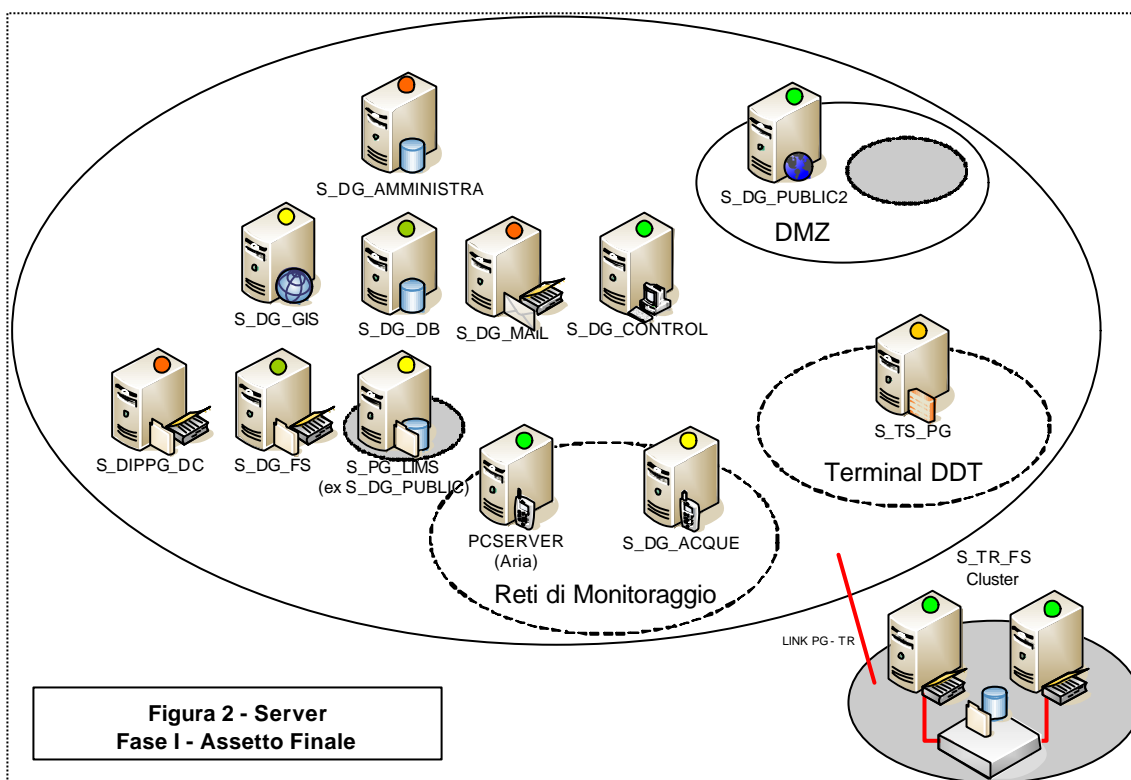 S_DG_AMMINISTRA
S_DG_PUBLIC2
DMZ
S_DG_GIS
S_DG_DB
S_DG_MAIL
S_DG_CONTROL
S_DIPPG_DC
S_DG_FS
S_PG_LIMS
(ex S_DG_PUBLIC)
S_TS_PG
Terminal DDT
PCSERVER
(Aria)
S_DG_ACQUE
Reti di Monitoraggio
S_TR_FS
Cluster
LINK PG - TR
Figura 2 - Server
Fase I - Assetto Finale